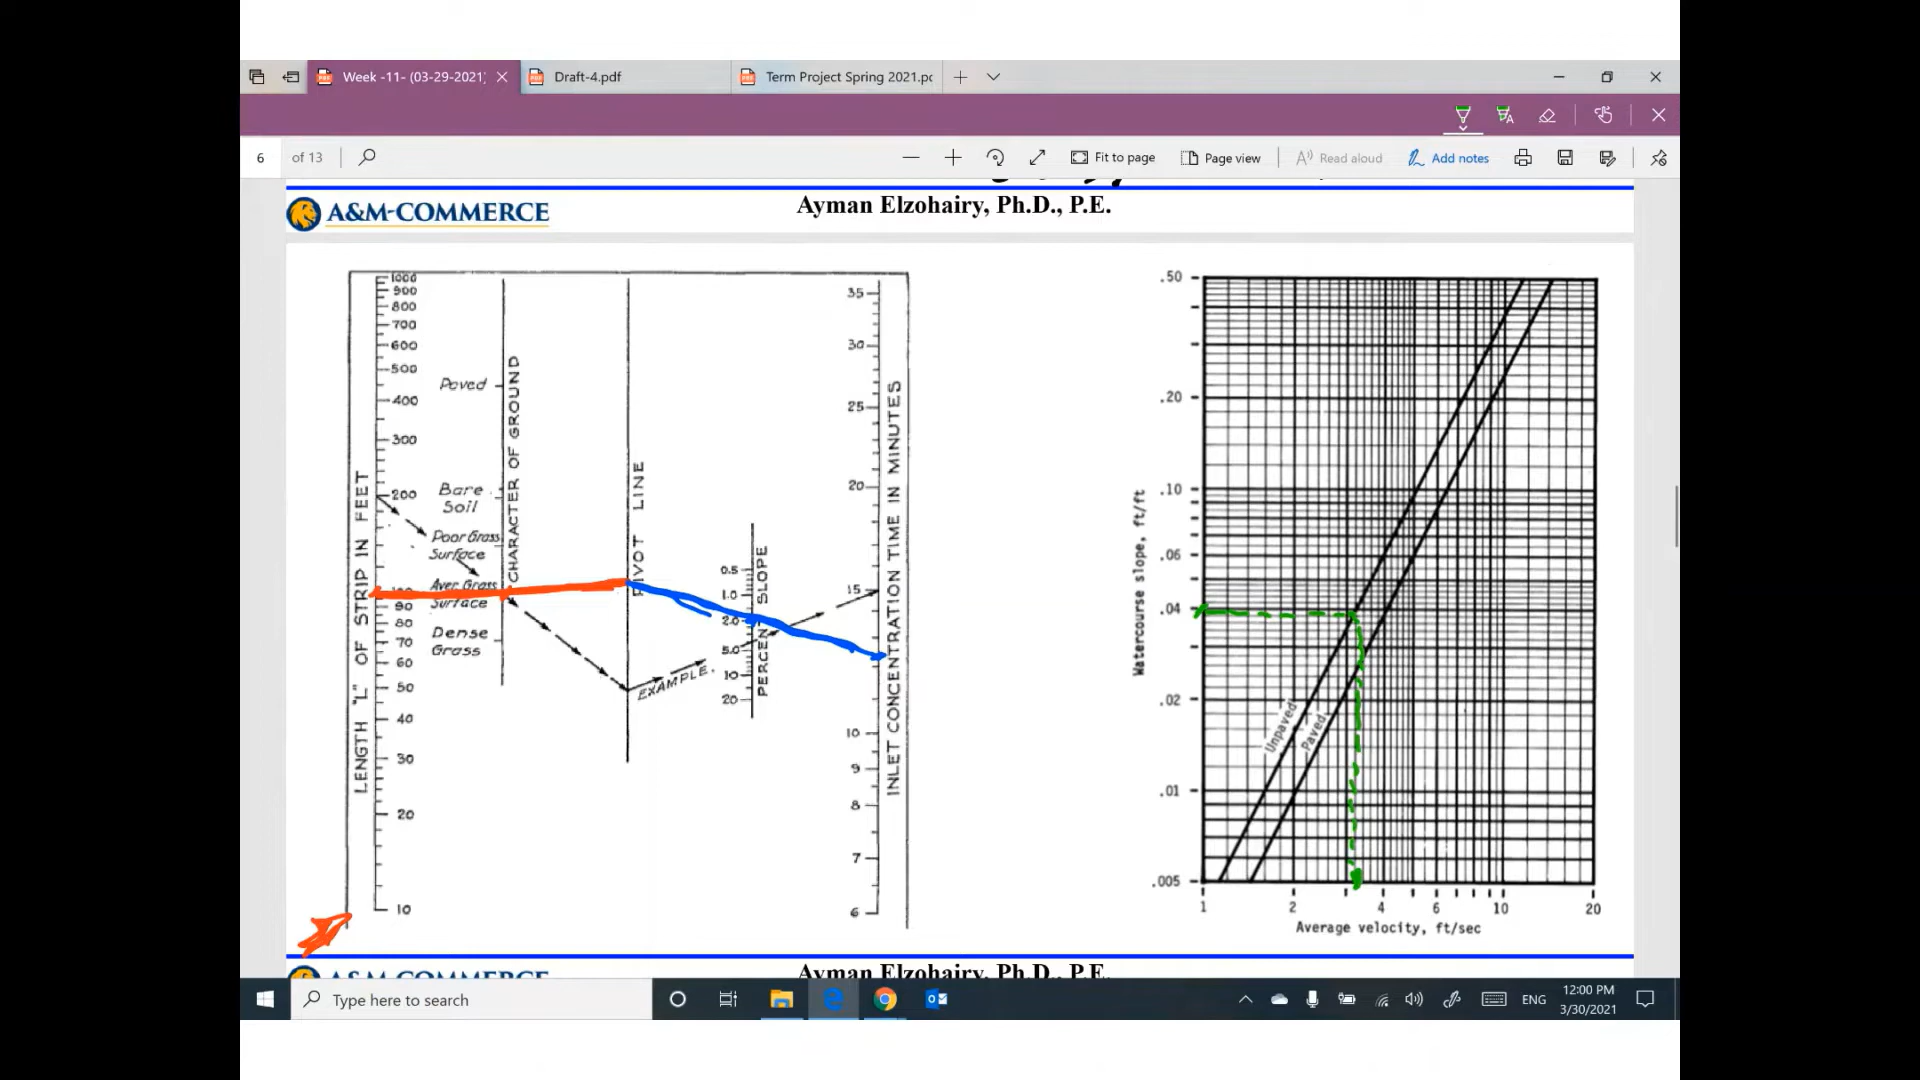 Week -11- (03-29-2021)
Draft-4.pdf
Term Project Spring 2021.pd
6 of 13
Fit to page
Page view
Read aloud
Add notes
A&M-COMMERCE
Ayman Elzohairy, Ph.D., P.E.
LENGTH "L" OF STRIP IN FEET
1000
900
800
700
600
500
400
300
200
100
90
80
70
60
50
40
30
20
10
Paved
Bare
Soil
Poor Grass
Surface
Aver. Grass
Surface
Dense
Grass
CHARACTER OF GROUND
PIVOT LINE
EXAMPLE.
0.5
1.0
2.0
5.0
10
20
PERCENT SLOPE
35
30
25
20
15
10
9
8
7
6
INLET CONCENTRATION TIME IN MINUTES
Watercourse slope, ft/ft
.50
.20
.10
.06
.04
.02
.01
.005
Unpaved
Paved
1 2 4 6 10 20
Average velocity, ft/sec
A&M-COMMERCE
Ayman Elzohairy, Ph.D., P.E.
Type here to search
ENG
12:00 PM
3/30/2021